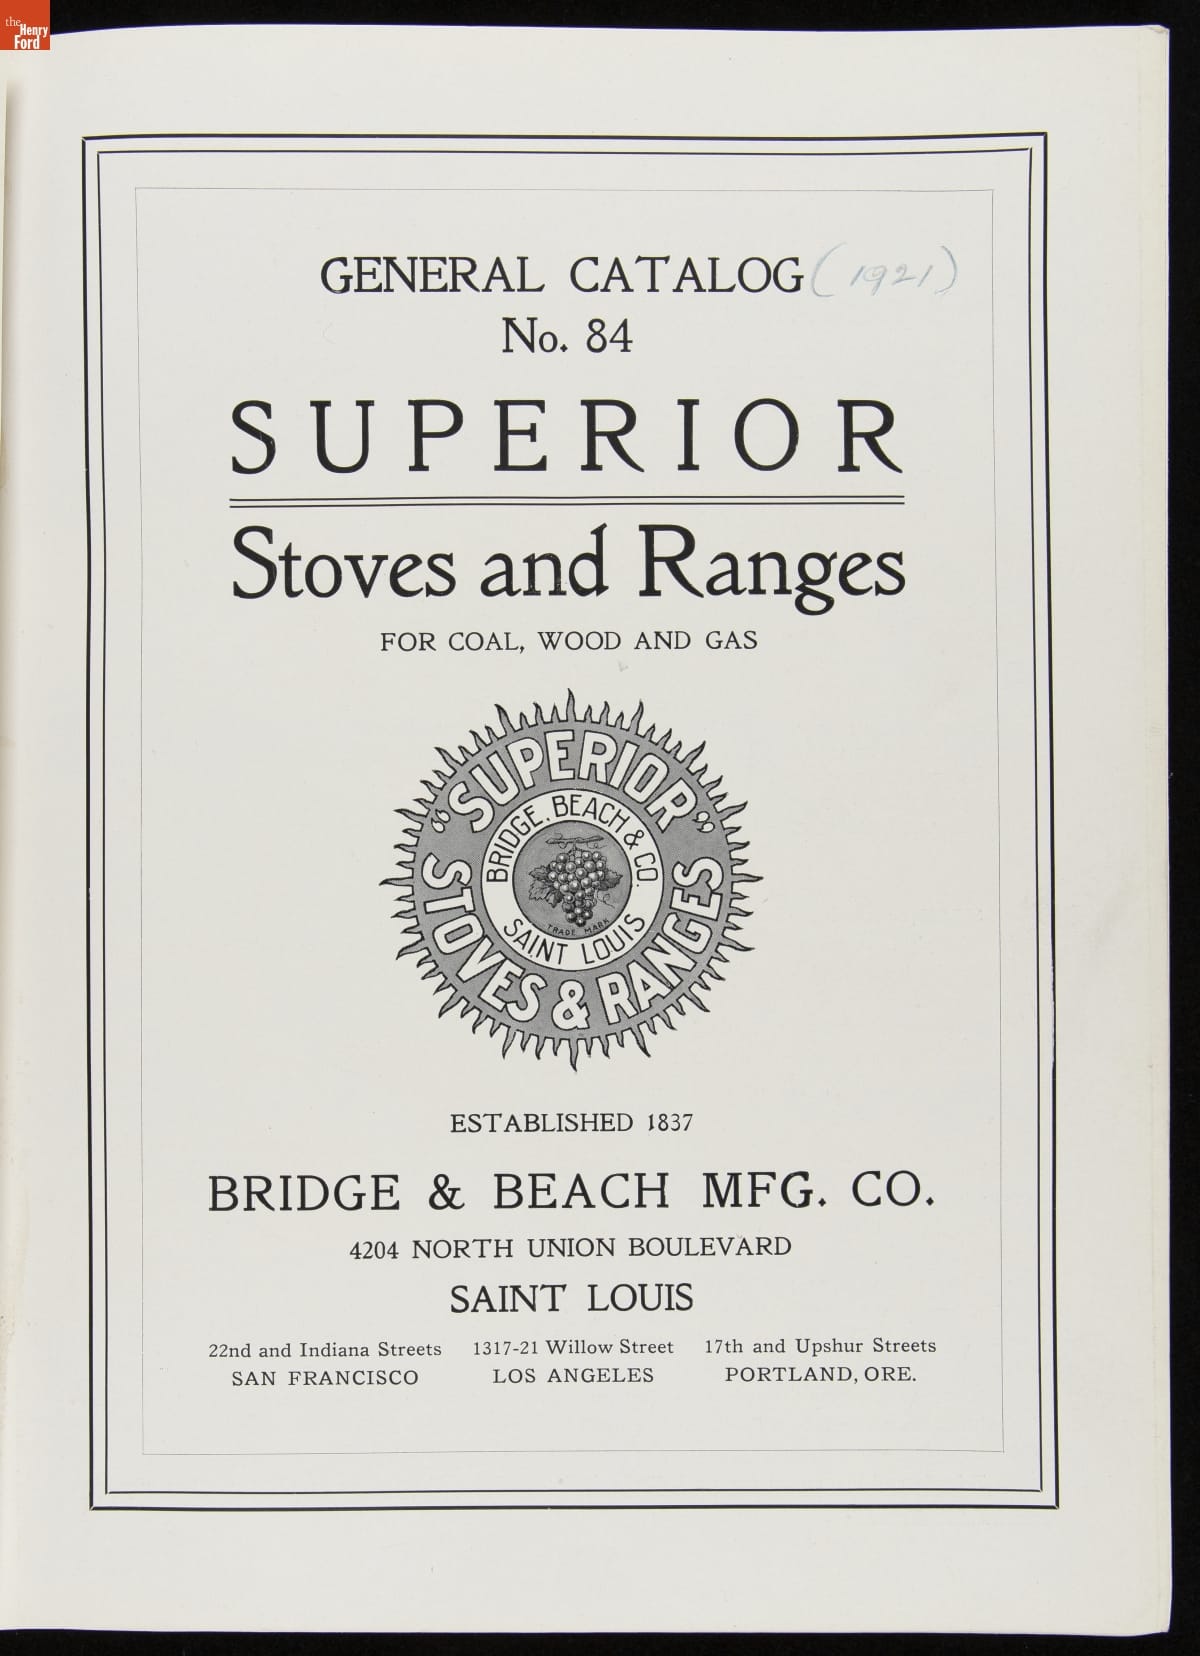 the
Henry
Ford
GENERAL CATALOG (1921)
No. 84
SUPERIOR
Stoves and Ranges
FOR COAL, WOOD AND GAS
"SUPERIOR"
STOVES & RANGES
BRIDGE, BEACH & CO.
SAINT LOUIS
TRADE MARK
ESTABLISHED 1837
BRIDGE & BEACH MFG. CO.
4204 NORTH UNION BOULEVARD
SAINT LOUIS
22nd and Indiana Streets 1317-21 Willow Street 17th and Upshur Streets
SAN FRANCISCO LOS ANGELES PORTLAND, ORE.